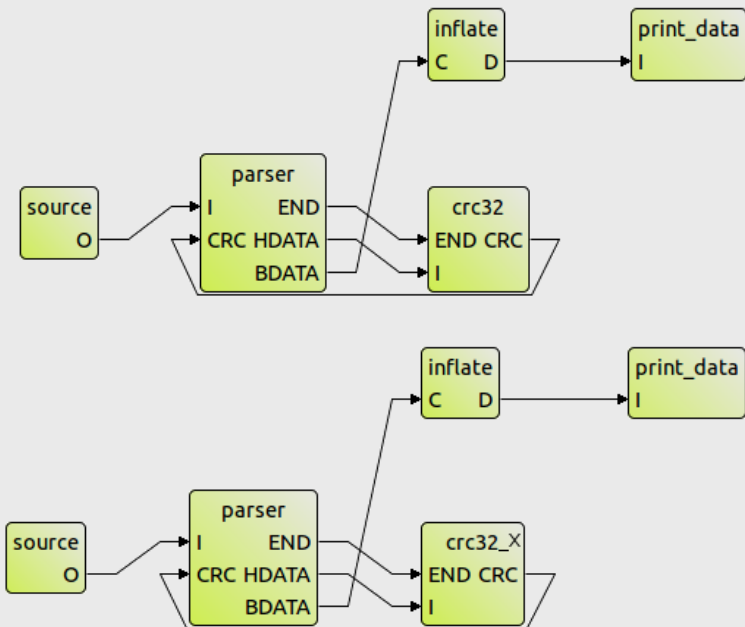 inflate
C D
print_data
I
parser
I END
CRC HDATA
BDATA
source
O
crc32
END CRC
I
inflate
C D
print_data
I
parser
I END
CRC HDATA
BDATA
source
O
crc32_X
END CRC
I